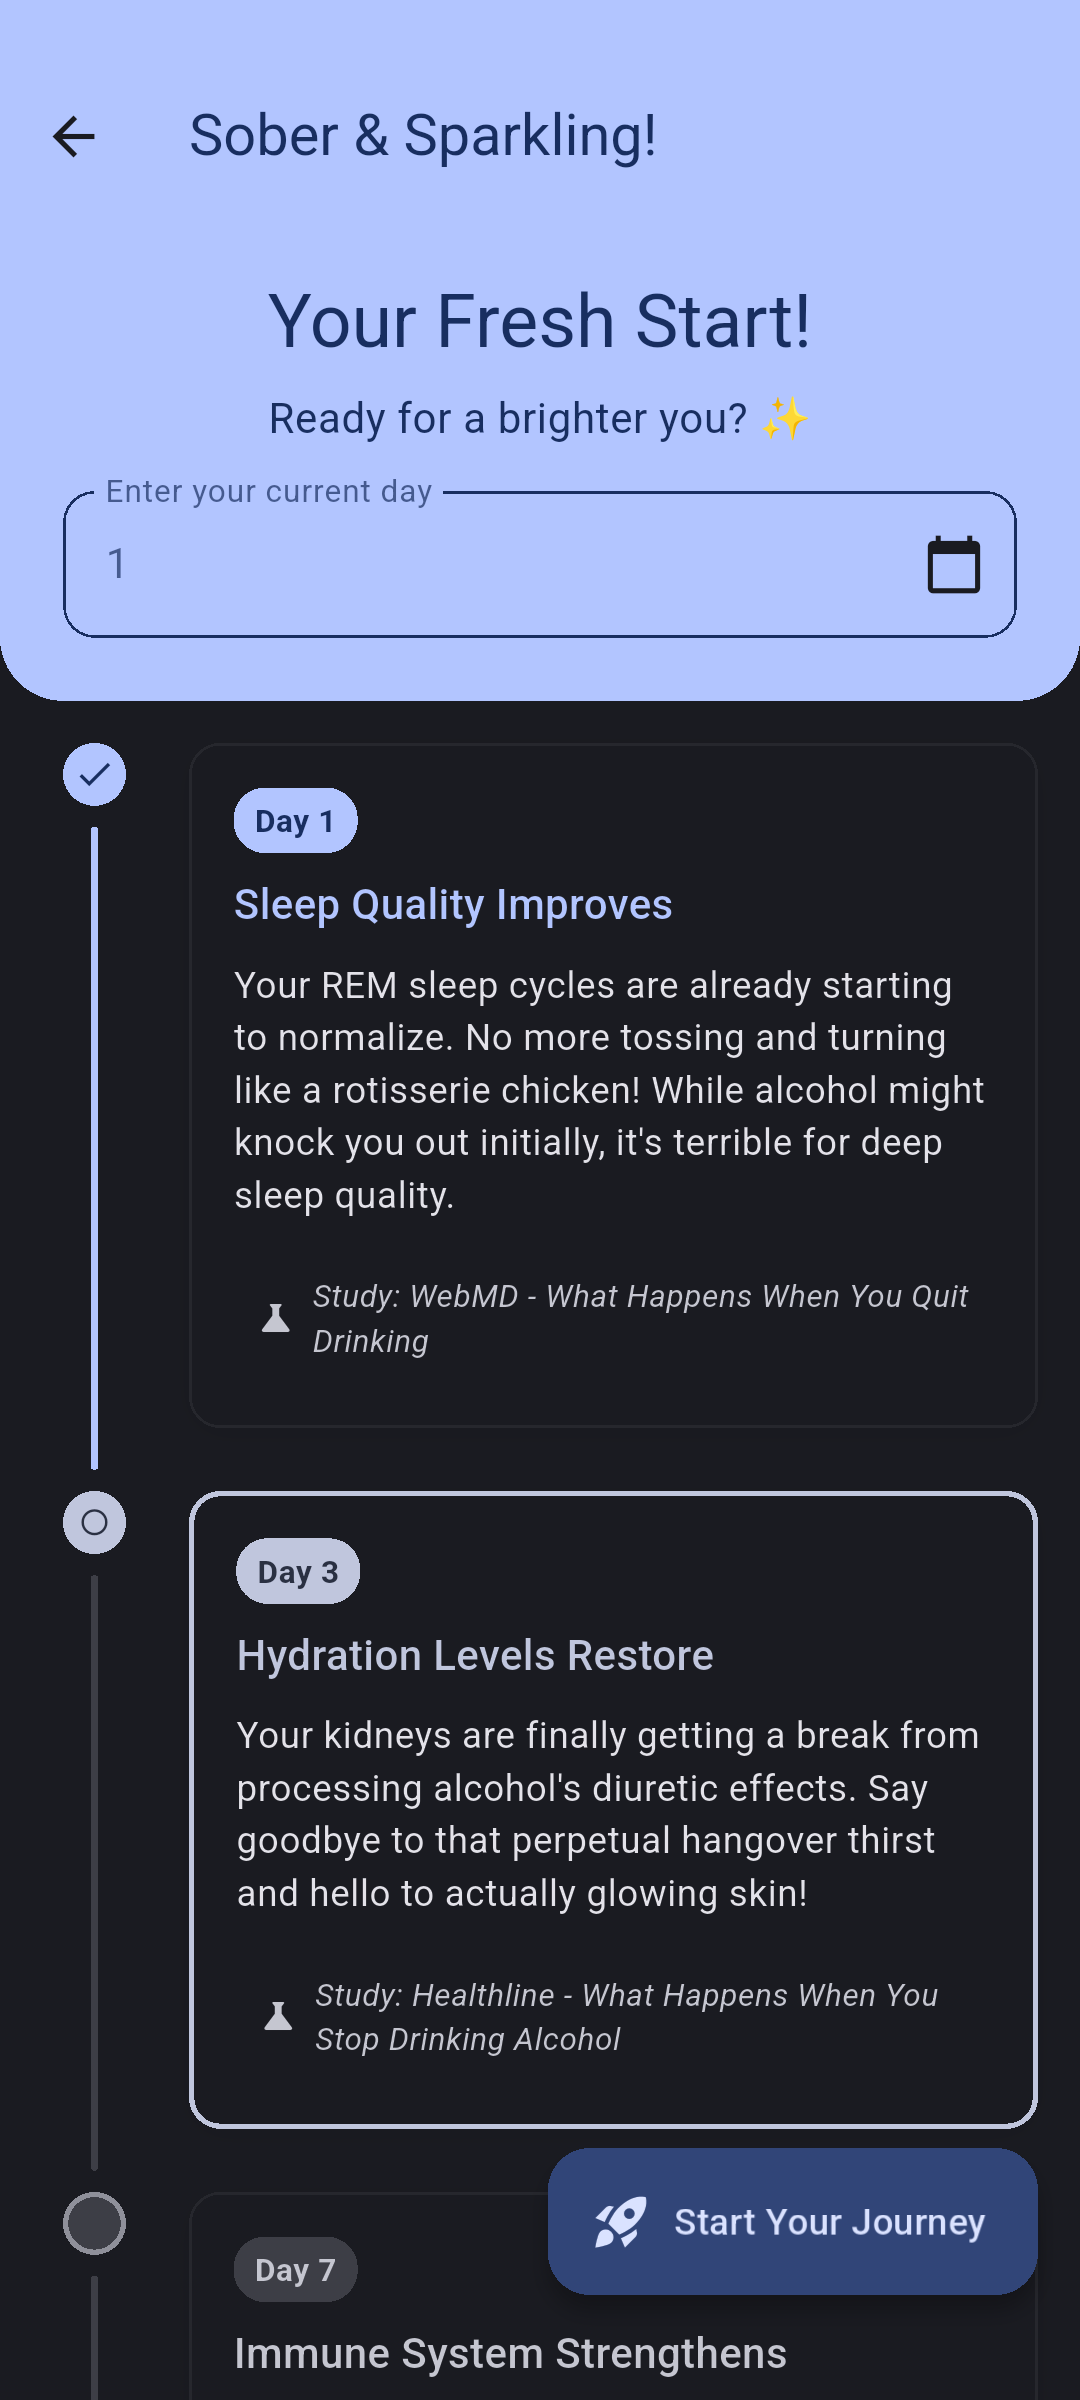 Sober & Sparkling!
Your Fresh Start!
Ready for a brighter you? ✨
Enter your current day
1
Day 1
Sleep Quality Improves
Your REM sleep cycles are already starting
to normalize. No more tossing and turning
like a rotisserie chicken! While alcohol might
knock you out initially, it's terrible for deep
sleep quality.
Study: WebMD - What Happens When You Quit
Drinking
Day 3
Hydration Levels Restore
Your kidneys are finally getting a break from
processing alcohol's diuretic effects. Say
goodbye to that perpetual hangover thirst
and hello to actually glowing skin!
Study: Healthline - What Happens When You
Stop Drinking Alcohol
Start Your Journey
Day 7
Immune System Strengthens